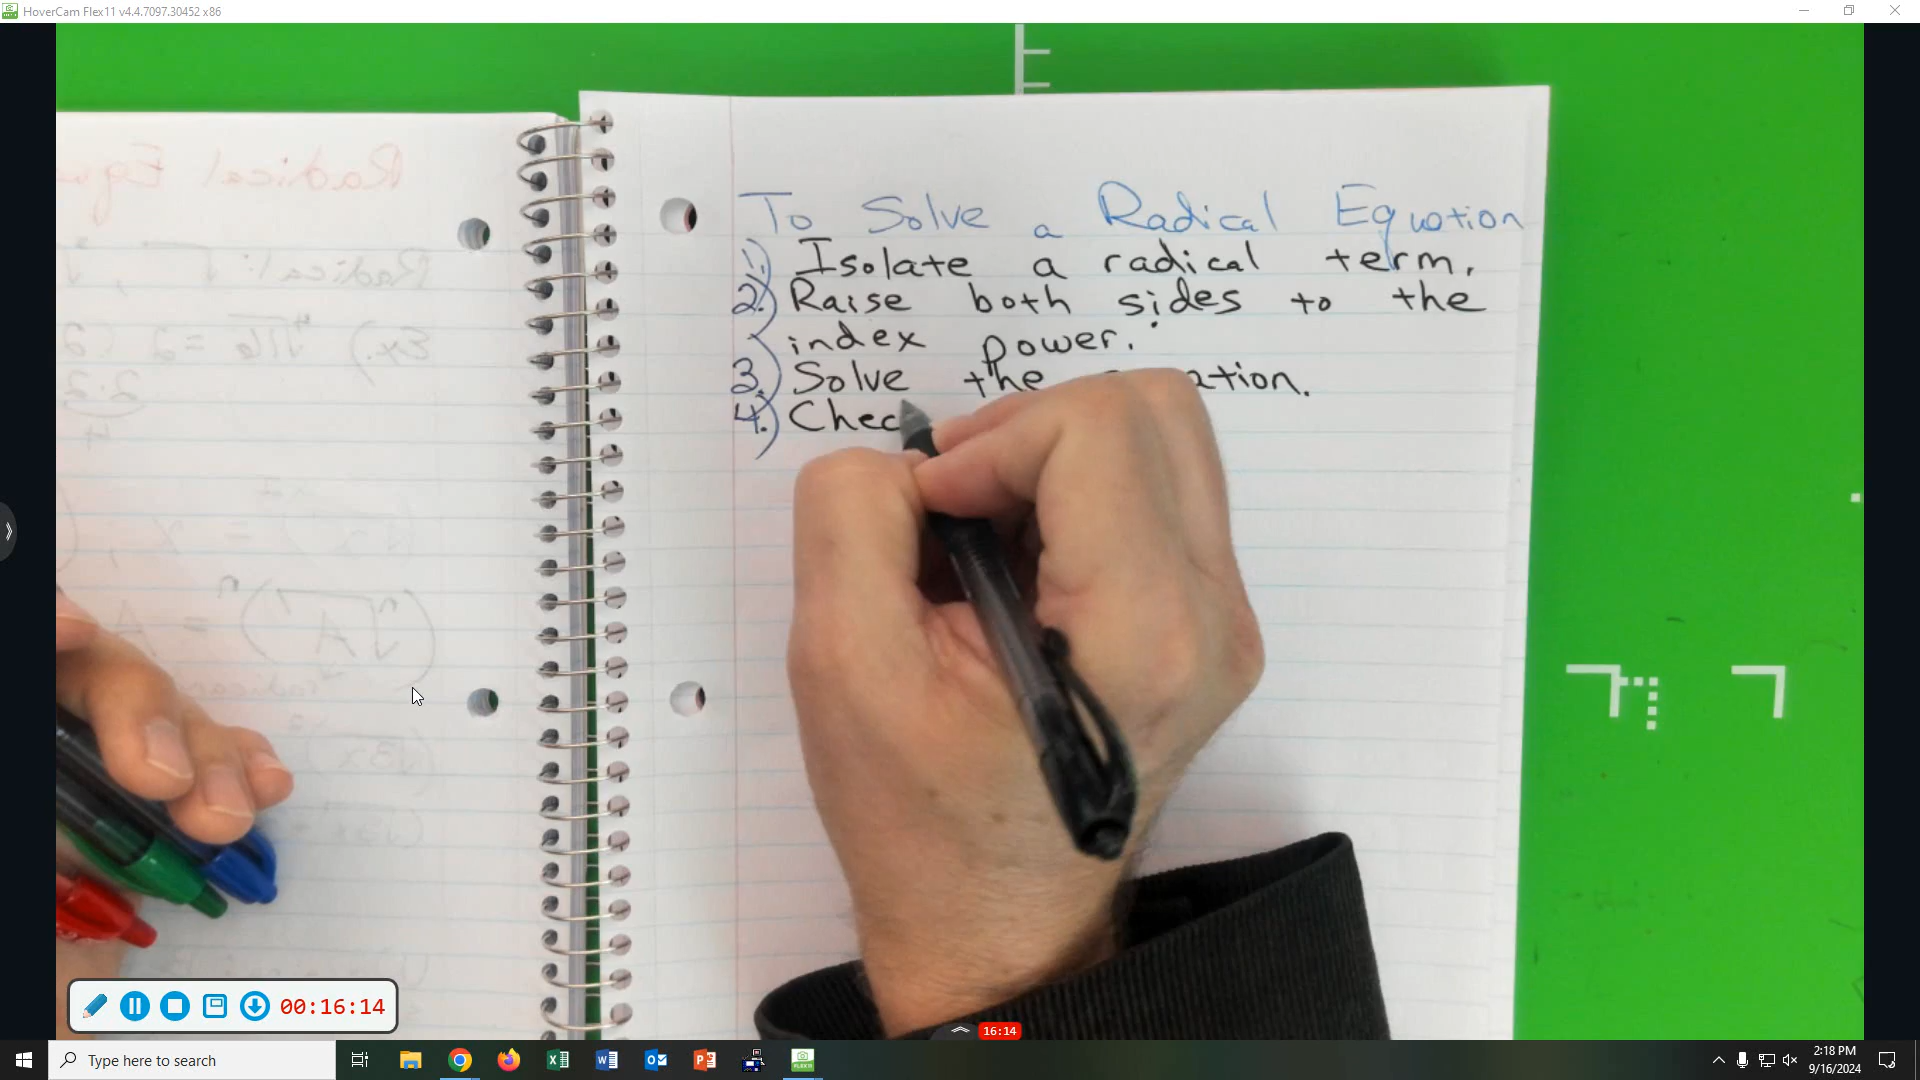 HoverCam Flex11 v4.4.7097.30452 x86
To Solve a Radical Equation
1.) Isolate a radical term.
2.) Raise both sides to the
index power.
3.) Solve the ation.
4.) Chec
00:16:14
16:14
Type here to search
2:18 PM
9/16/2024